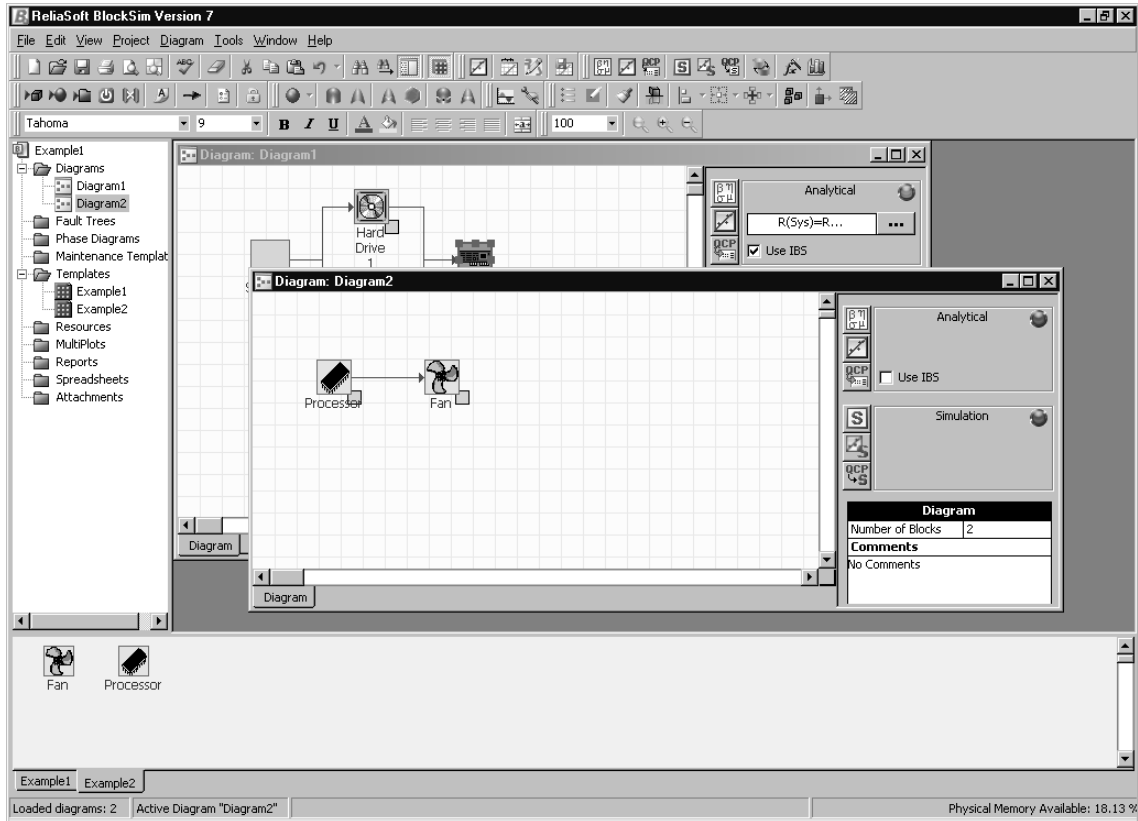 ReliaSoft BlockSim Version 7
File Edit View Project Diagram Tools Window Help
Tahoma 9 B I U A 100
Example1
Diagrams
Diagram1
Diagram2
Fault Trees
Phase Diagrams
Maintenance Templat
Templates
Example1
Example2
Resources
MultiPlots
Reports
Spreadsheets
Attachments
Diagram: Diagram1
Hard
Drive
1
Analytical
R(Sys)=R...
QCP
Use IBS
Diagram
Diagram: Diagram2
Processor
Fan
Analytical
β η
σ μ
QCP
Use IBS
Simulation
S
S
QCP
S
Diagram
Number of Blocks 2
Comments
No Comments
Diagram
Fan Processor
Example1 Example2
Loaded diagrams: 2 Active Diagram "Diagram2" Physical Memory Available: 18.13 %